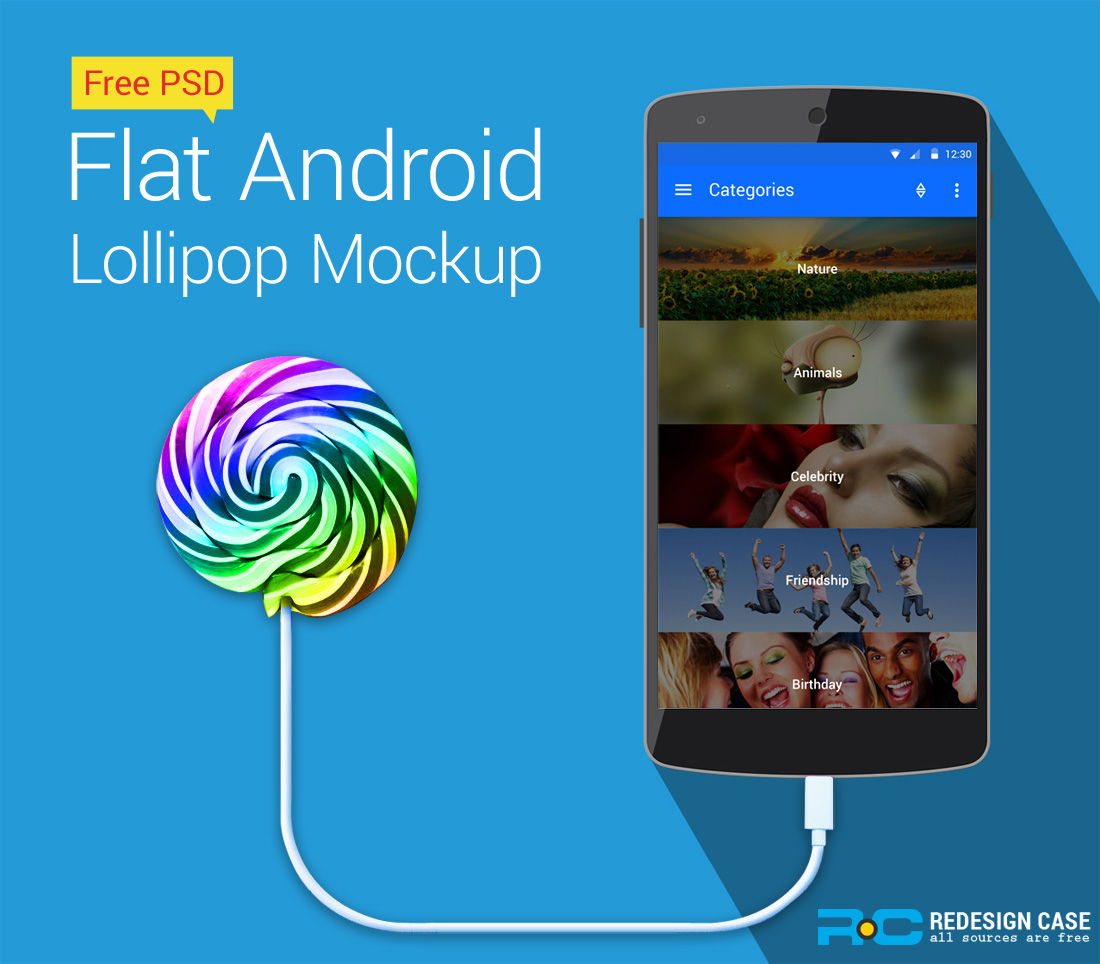 Free PSD
Flat Android
Lollipop Mockup
12:30
Categories
Nature
Animals
Celebrity
Friendship
Birthday
RC REDESIGN CASE
all sources are free